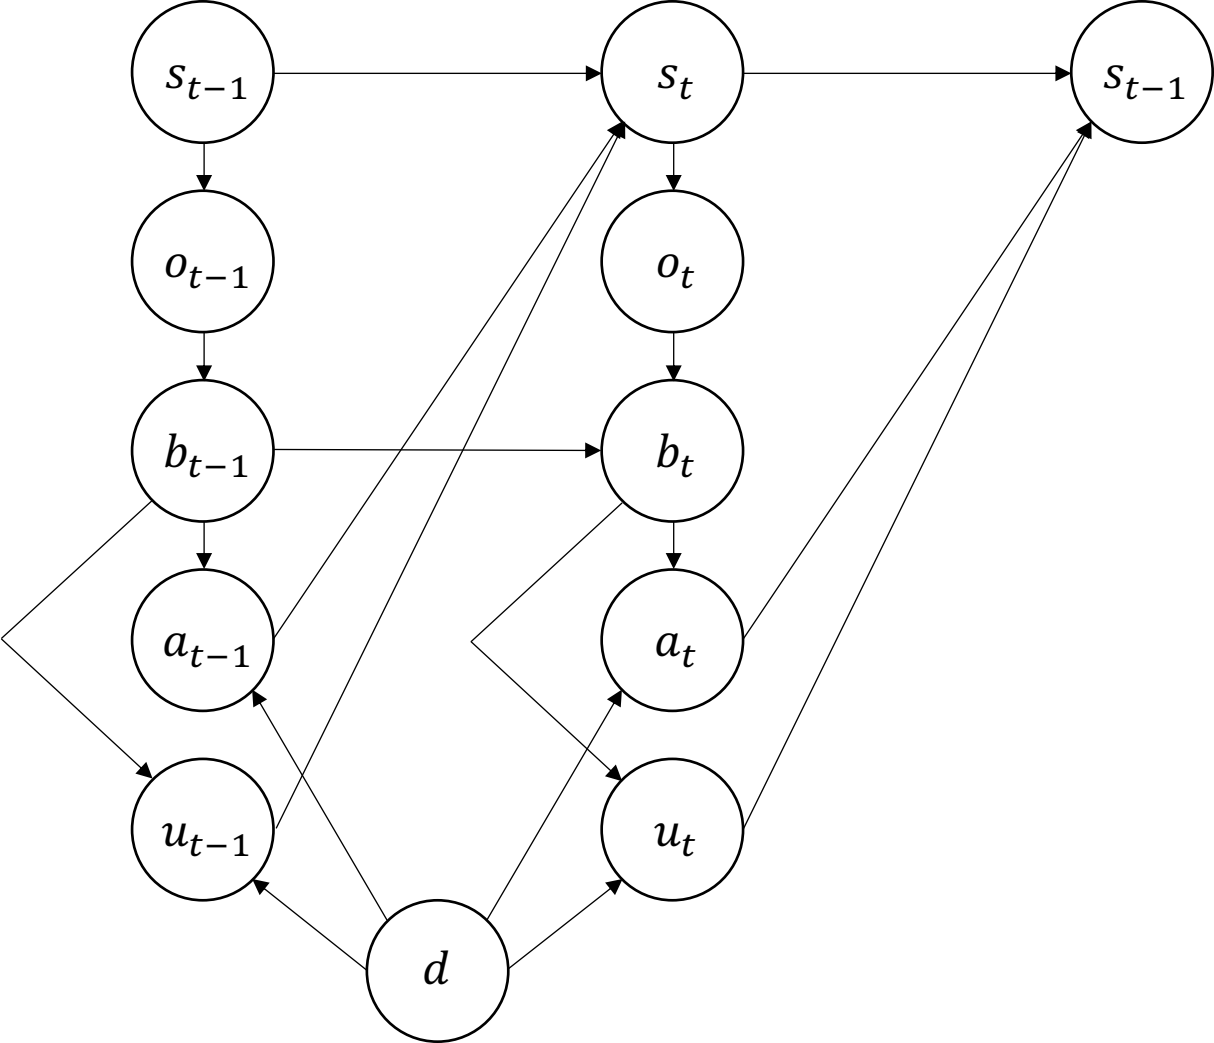 s_{t−1} s_t s_{t−1}
o_{t−1} o_t
b_{t−1} b_t
a_{t−1} a_t
u_{t−1} u_t
d